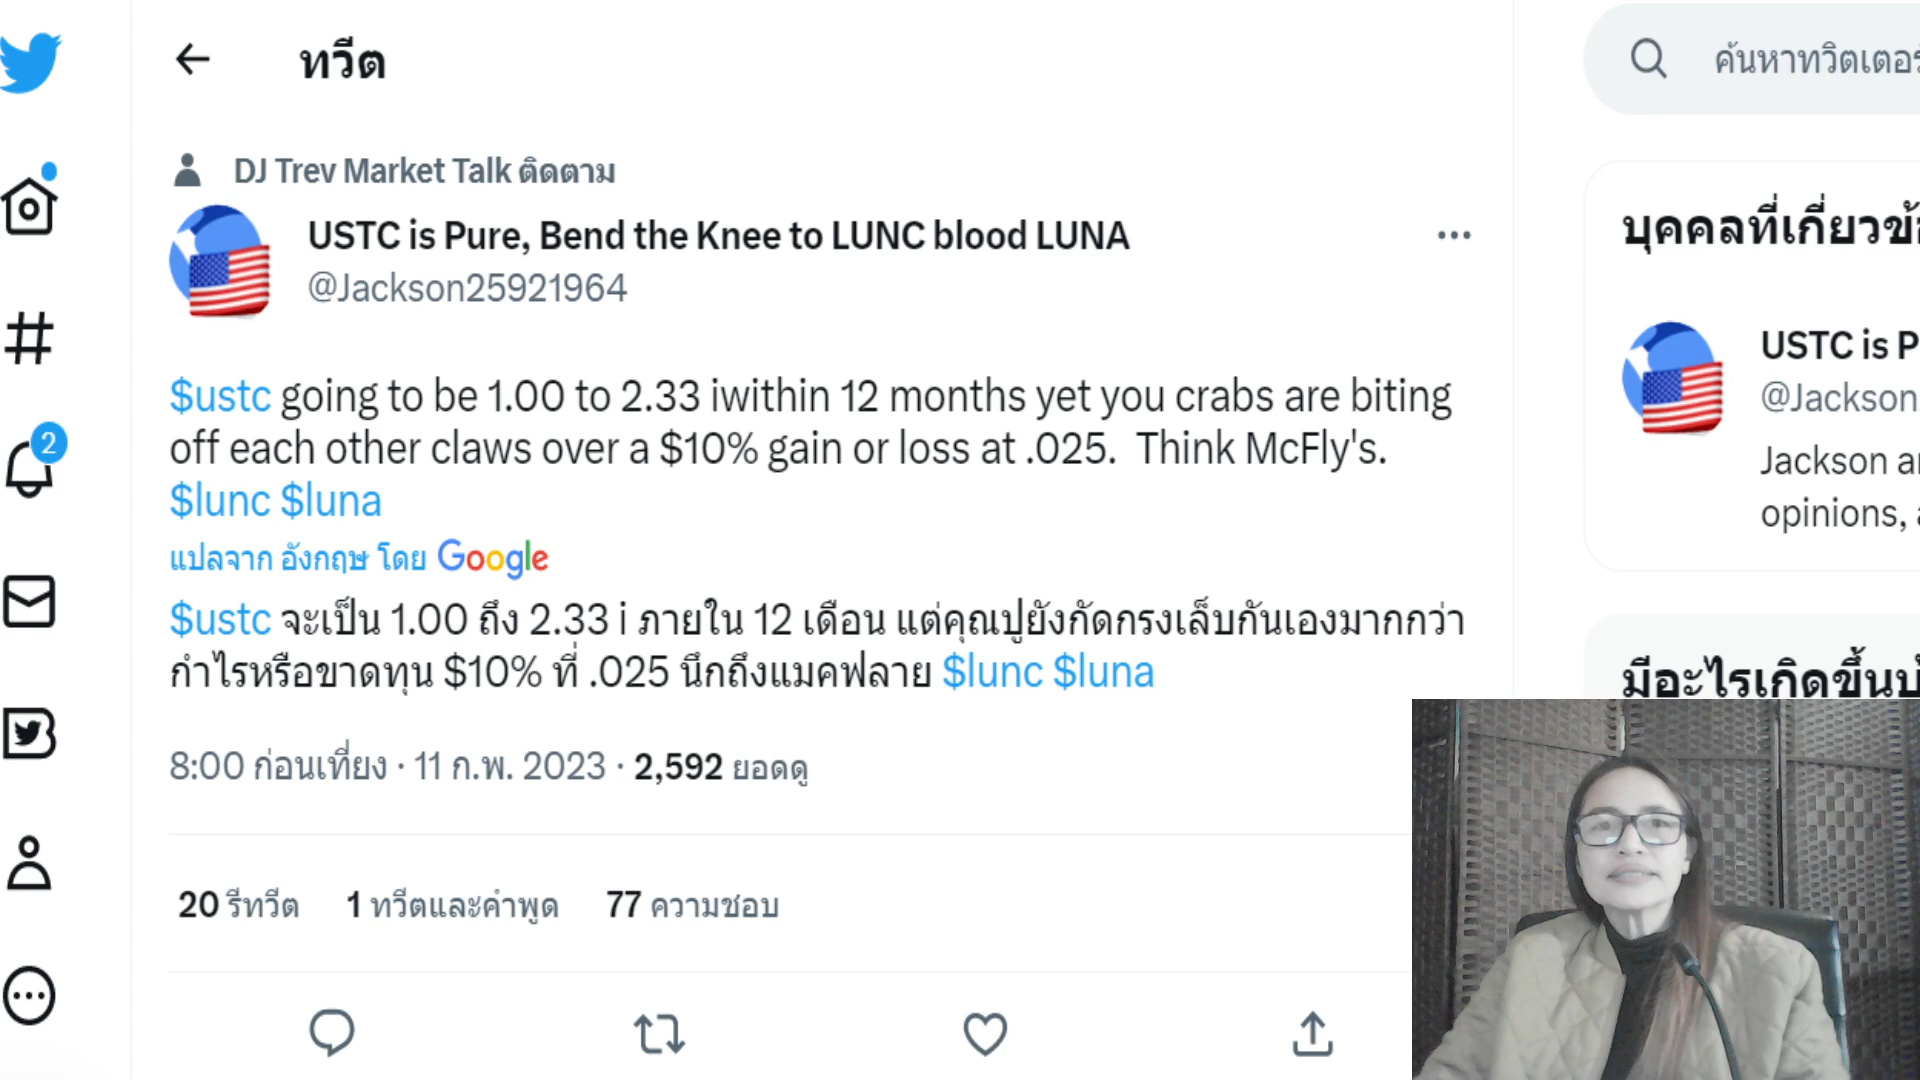 ทวีต
ค้นหาทวิตเตอร์
DJ Trev Market Talk ติดตาม
USTC is Pure, Bend the Knee to LUNC blood LUNA
@Jackson25921964
$ustc going to be 1.00 to 2.33 iwithin 12 months yet you crabs are biting
off each other claws over a $10% gain or loss at .025.  Think McFly's.
$lunc $luna
แปลจาก อังกฤษ โดย Google
$ustc จะเป็น 1.00 ถึง 2.33 i ภายใน 12 เดือน แต่คุณปูยังกัดกรงเล็บกันเองมากกว่า
กำไรหรือขาดทุน $10% ที่ .025 นึกถึงแมคฟลาย $lunc $luna
8:00 ก่อนเที่ยง · 11 ก.พ. 2023 · 2,592 ยอดดู
20 รีทวีต 1 ทวีตและคำพูด 77 ความชอบ
2
บุคคลที่เกี่ยวข้อ
USTC is P
@Jackson
Jackson
opinions,
มีอะไรเกิดขึ้นบ้